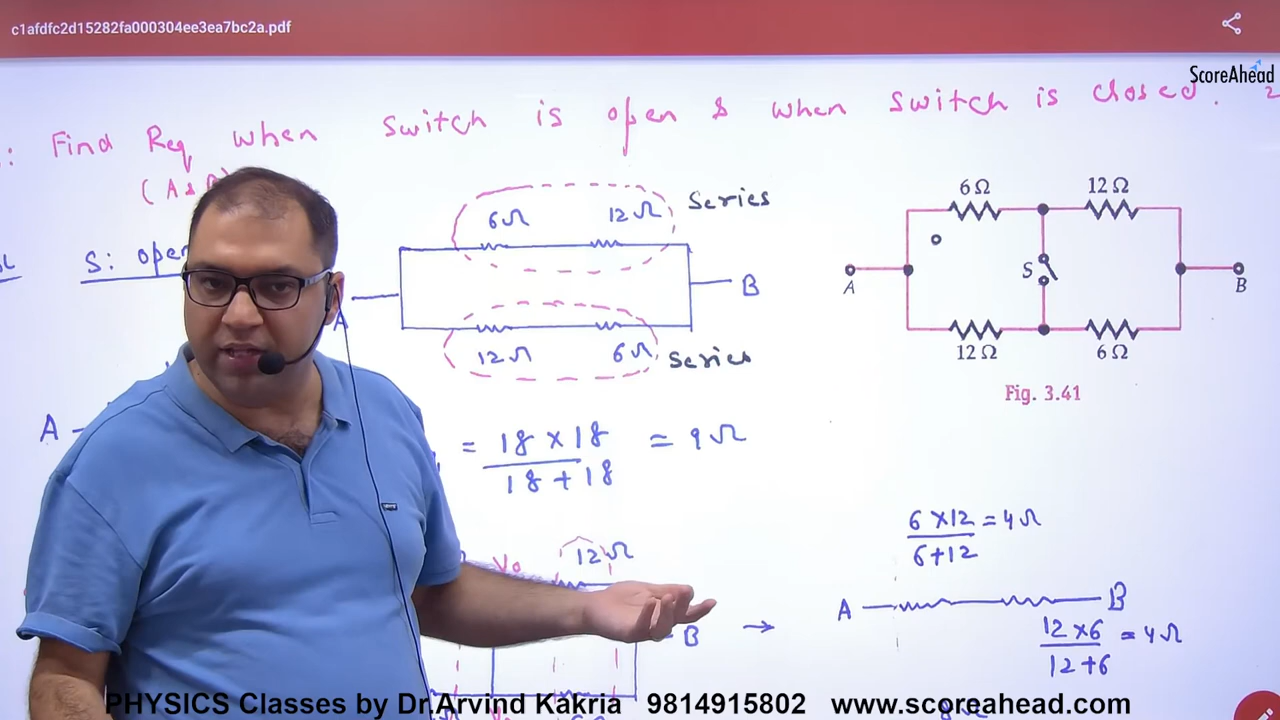 c1afdfc2d15282fa000304ee3ea7bc2a.pdf
ScoreAhead
: Find Req when switch is open & when switch is closed. 2
(A &
S: open
6Ω 12Ω Series
A B
12Ω 6Ω Series
6Ω 12Ω
A S B
12Ω 6Ω
Fig. 3.41
A
= 18 × 18 = 9Ω
18 + 18
6 × 12 = 4Ω
6 + 12
V₀ 12Ω
B →
A B
12 × 6 = 4Ω
12 + 6
PHYSICS Classes by Dr.Arvind Kakria 9814915802 www.scoreahead.com